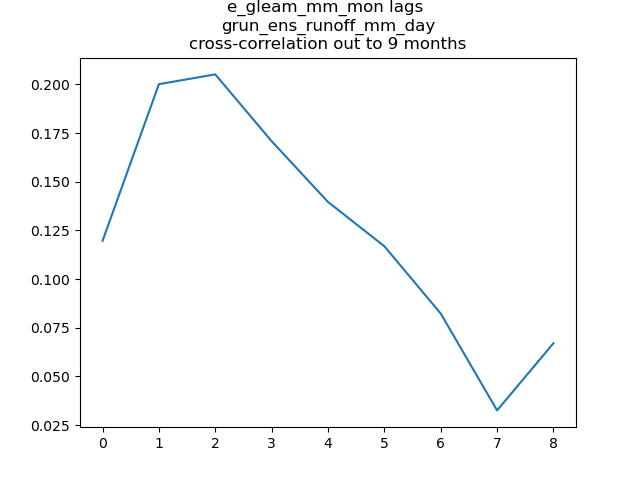 e_gleam_mm_mon lags
grun_ens_runoff_mm_day
cross-correlation out to 9 months
0.200
0.175
0.150
0.125
0.100
0.075
0.050
0.025
0 1 2 3 4 5 6 7 8